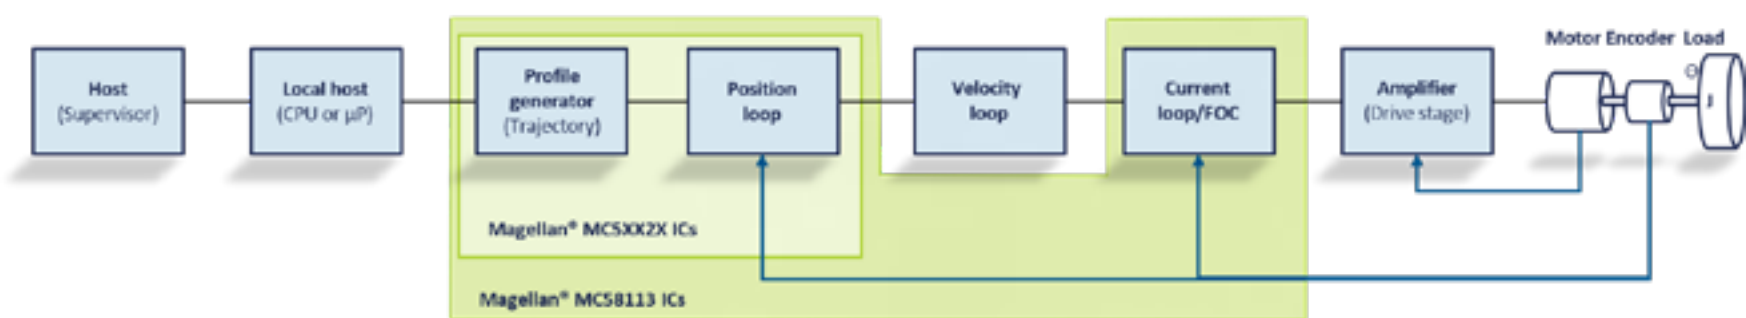 Host
(Supervisor)
Local host
(CPU or µP)
Profile
generator
(Trajectory)
Position
loop
Velocity
loop
Current
loop/FOC
Amplifier
(Drive stage)
Motor Encoder Load
Θ
J
Magellan® MC5XX2X ICs
Magellan® MC58113 ICs